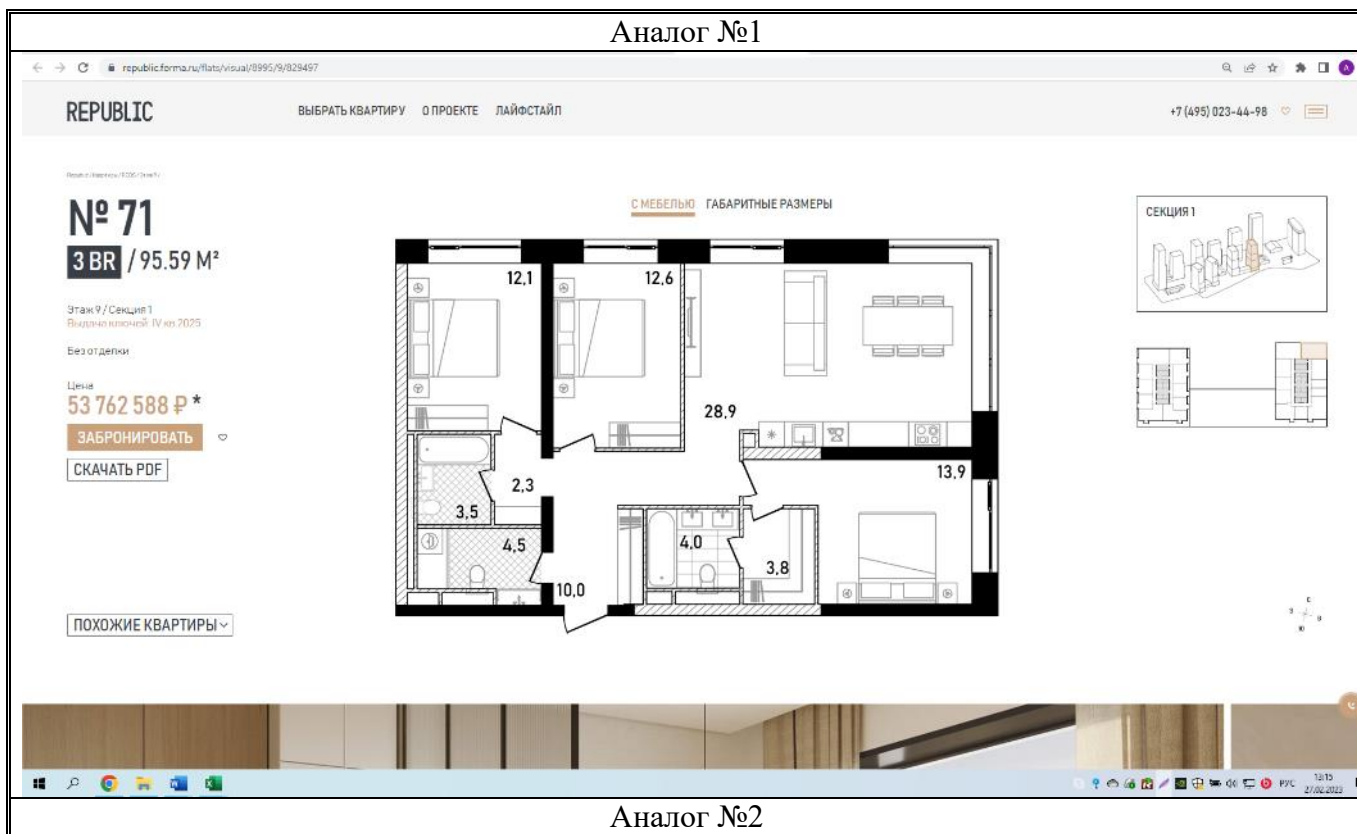 Аналог №1
republic.forma.ru/flats/visual/8995/9/829497
REPUBLIC
ВЫБРАТЬ КВАРТИРУ О ПРОЕКТЕ ЛАЙФСТАЙЛ
+7 (495) 023-44-98
№ 71
3 BR / 95.59 М²
Этаж 9 / Секция 1
Выдача ключей: IV кв. 2025
Без отделки
Цена
53 762 588 ₽ *
ЗАБРОНИРОВАТЬ
СКАЧАТЬ PDF
ПОХОЖИЕ КВАРТИРЫ
С МЕБЕЛЬЮ ГАБАРИТНЫЕ РАЗМЕРЫ
12,1
12,6
28,9
13,9
2,3
3,5
4,5
4,0
3,8
10,0
СЕКЦИЯ 1
С
В
Ю
РУС
13:15
27.02.2023
Аналог №2